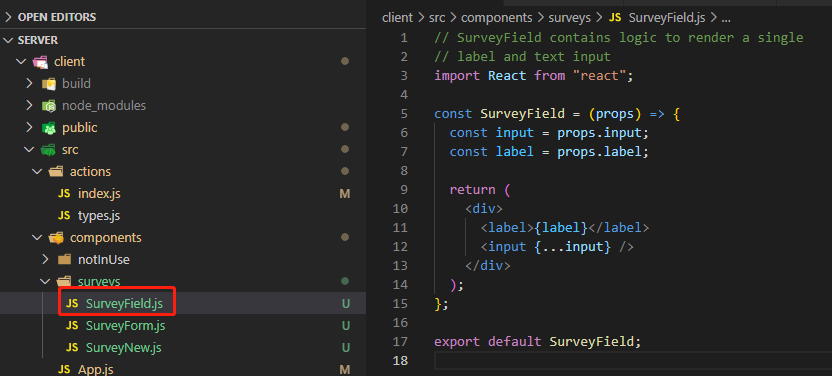 OPEN EDITORS
SERVER
client
build
node_modules
public
src
actions
JS index.js M
JS types.js
components
notInUse
surveys
JS SurveyField.js U
JS SurveyForm.js U
JS SurveyNew.js U
JS App.js M
client > src > components > surveys > JS SurveyField.js > ...
1 // SurveyField contains logic to render a single
2 // label and text input
3 import React from "react";
4
5 const SurveyField = (props) => {
6 const input = props.input;
7 const label = props.label;
8
9 return (
10 <div>
11 <label>{label}</label>
12 <input {...input} />
13 </div>
14 );
15 };
16
17 export default SurveyField;
18